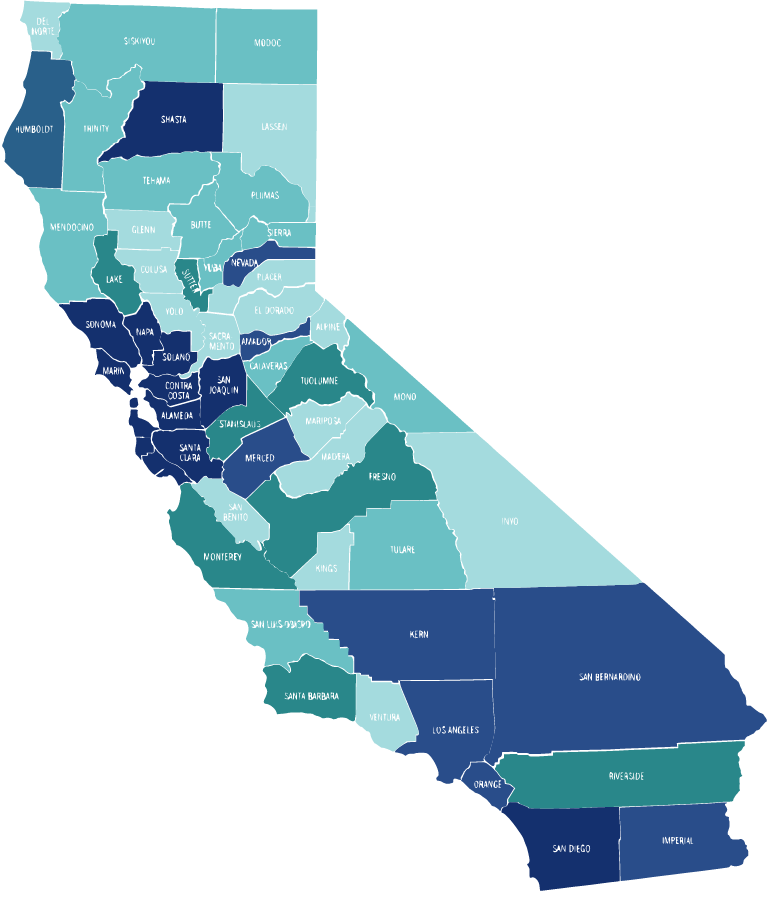 DEL
NORTE
SISKIYOU
MODOC
HUMBOLDT
TRINITY
SHASTA
LASSEN
TEHAMA
PLUMAS
MENDOCINO
GLENN
BUTTE
SIERRA
LAKE
COLUSA
SUTTER
YUBA
NEVADA
PLACER
SONOMA
NAPA
YOLO
EL DORADO
SACRA
MENTO
ALPINE
AMADOR
SOLANO
MARIN
CONTRA
COSTA
SAN
JOAQUIN
CALAVERAS
TUOLUMNE
MONO
ALAMEDA
STANISLAUS
MARIPOSA
SANTA
CLARA
MERCED
MADERA
FRESNO
SAN
BENITO
INYO
MONTEREY
KINGS
TULARE
SAN LUIS OBISPO
KERN
SAN BERNARDINO
SANTA BARBARA
VENTURA
LOS ANGELES
ORANGE
RIVERSIDE
SAN DIEGO
IMPERIAL